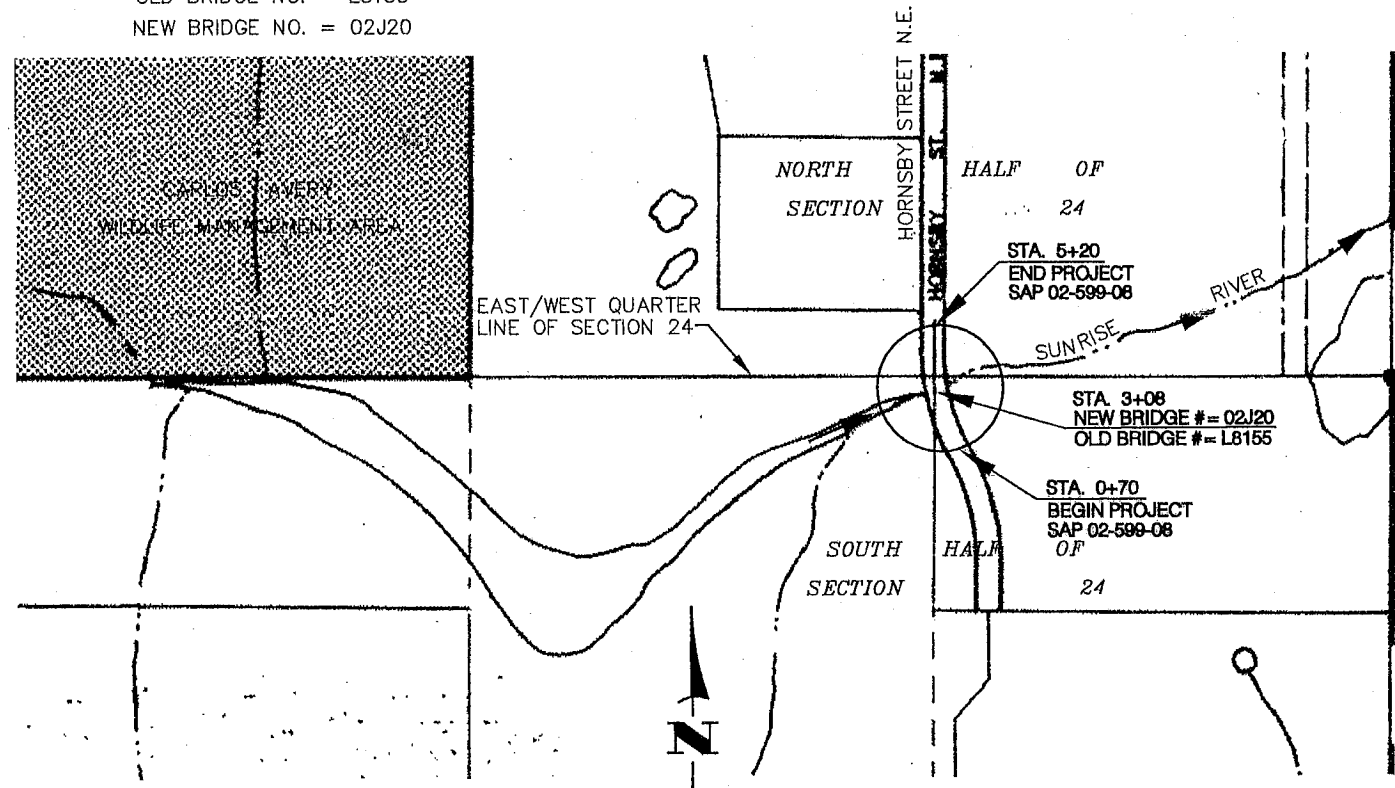 NEW BRIDGE NO. = 02J20
HORNSBY STREET N.E.
HORNSBY ST. N.E.
CARLOS AVERY
WILDLIFE MANAGEMENT AREA
NORTH HALF OF
SECTION 24
STA. 5+20
END PROJECT
SAP 02-599-08
EAST/WEST QUARTER
LINE OF SECTION 24
SUNRISE RIVER
STA. 3+08
NEW BRIDGE #= 02J20
OLD BRIDGE #= L8155
STA. 0+70
BEGIN PROJECT
SAP 02-599-08
SOUTH HALF OF
SECTION 24
N